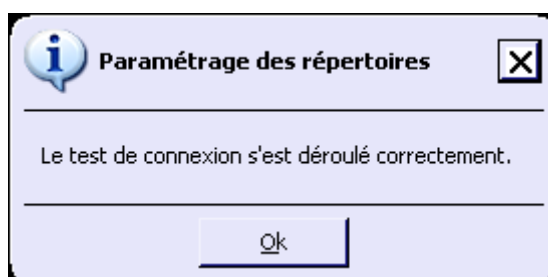 Paramétrage des répertoires
Le test de connexion s'est déroulé correctement.
Ok